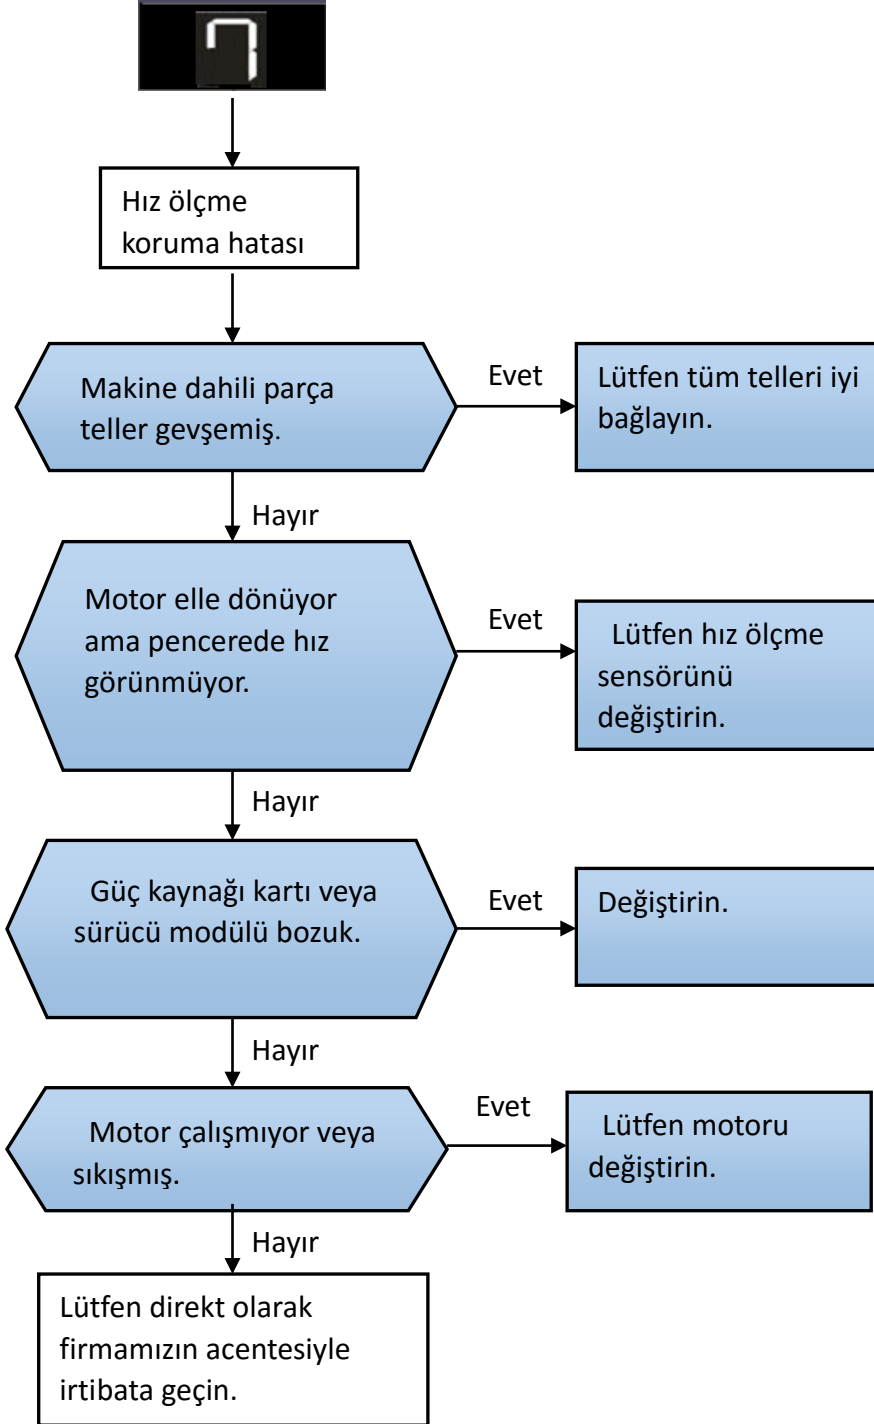 7
Hız ölçme
koruma hatası
Makine dahili parça
teller gevşemiş.
Evet
Lütfen tüm telleri iyi
bağlayın.
Hayır
Motor elle dönüyor
ama pencerede hız
görünmüyor.
Evet
Lütfen hız ölçme
sensörünü
değiştirin.
Hayır
Güç kaynağı kartı veya
sürücü modülü bozuk.
Evet
Değiştirin.
Hayır
Motor çalışmıyor veya
sıkışmış.
Evet
Lütfen motoru
değiştirin.
Hayır
Lütfen direkt olarak
firmamızın acentesiyle
irtibata geçin.